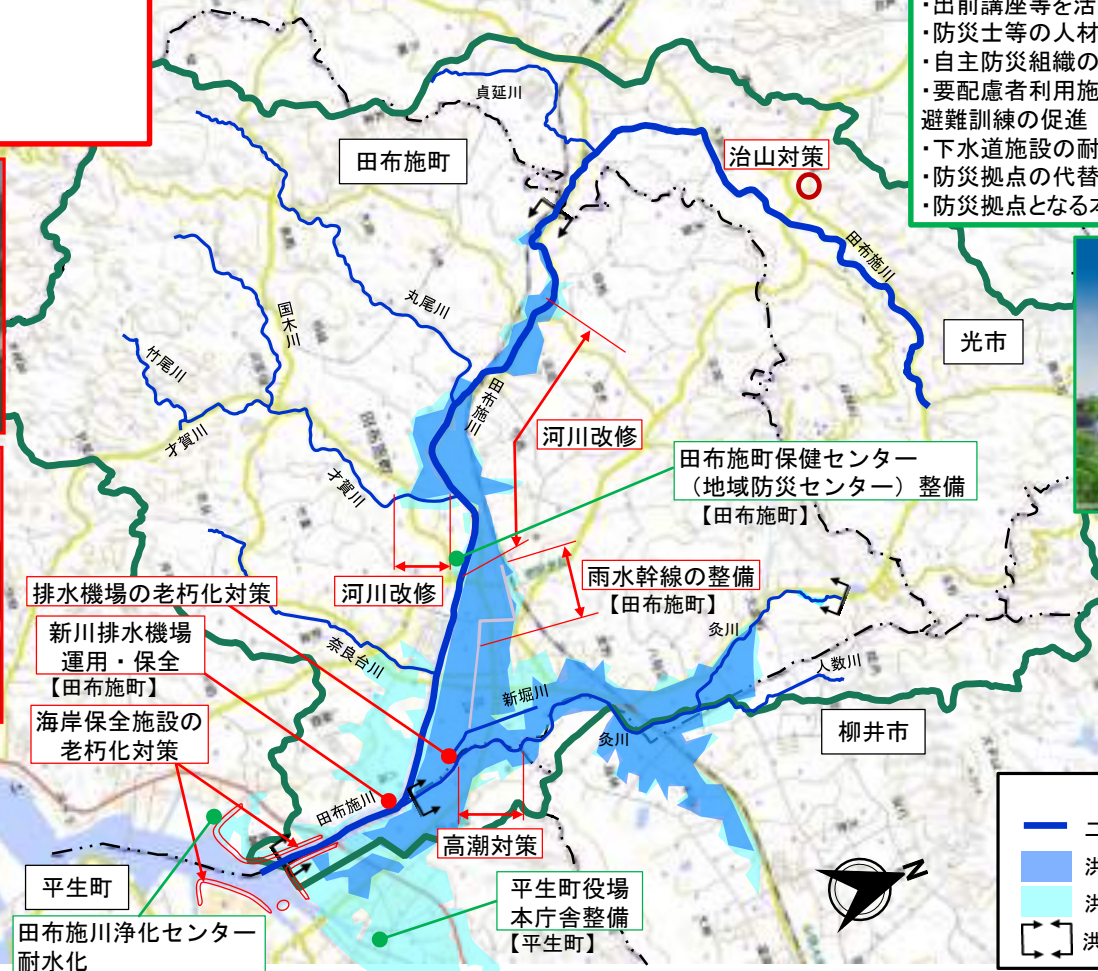 ・出前講座等を活
・防災士等の人材
・自主防災組織の
・要配慮者利用施
避難訓練の促進
・下水道施設の耐
・防災拠点の代替
・防災拠点となる
貞延川
田布施町
治山対策
田布施川
光市
丸尾川
国木川
竹尾川
才賀川
才賀川
田布施川
河川改修
田布施町保健センター
（地域防災センター）整備
【田布施町】
排水機場の老朽化対策
河川改修
雨水幹線の整備
【田布施町】
新川排水機場
運用・保全
【田布施町】
奈良台川
灸川
人数川
新堀川
灸川
柳井市
海岸保全施設の
老朽化対策
田布施川
高潮対策
平生町
平生町役場
本庁舎整備
【平生町】
田布施川浄化センター
耐水化
N
洪
洪
洪